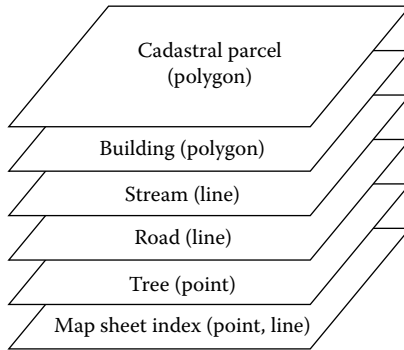 Cadastral parcel
(polygon)
Building (polygon)
Stream (line)
Road (line)
Tree (point)
Map sheet index (point, line)